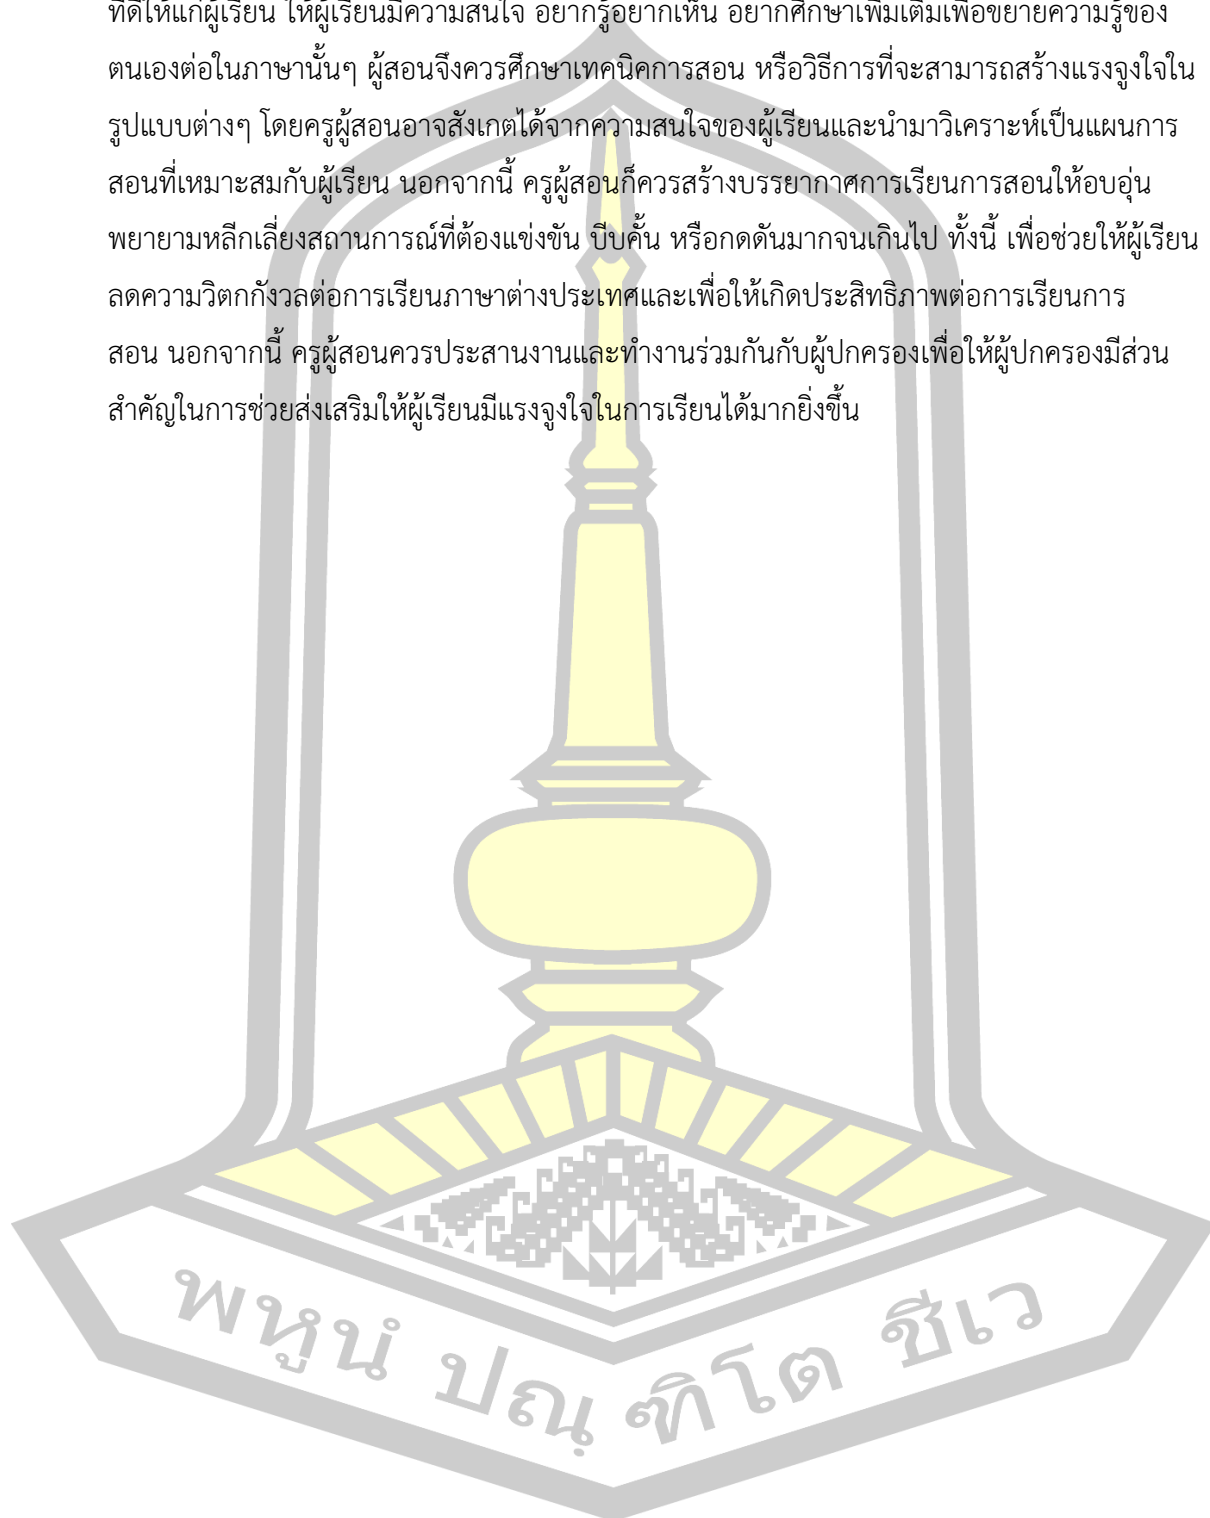 ที่ดีให้แก่ผู้เรียน ให้ผู้เรียนมีความสนใจ อยากรู้อยากเห็น อยากศึกษาเพิ่มเติมเพื่อขยายความรู้ของ
ตนเองต่อในภาษานั้นๆ ผู้สอนจึงควรศึกษาเทคนิคการสอน หรือวิธีการที่จะสามารถสร้างแรงจูงใจใน
รูปแบบต่างๆ โดยครูผู้สอนอาจสังเกตได้จากความสนใจของผู้เรียนและนำมาวิเคราะห์เป็นแผนการ
สอนที่เหมาะสมกับผู้เรียน นอกจากนี้ ครูผู้สอนก็ควรสร้างบรรยากาศการเรียนการสอนให้อบอุ่น
พยายามหลีกเลี่ยงสถานการณ์ที่ต้องแข่งขัน บีบคั้น หรือกดดันมากจนเกินไป ทั้งนี้ เพื่อช่วยให้ผู้เรียน
ลดความวิตกกังวลต่อการเรียนภาษาต่างประเทศและเพื่อให้เกิดประสิทธิภาพต่อการเรียนการ
สอน นอกจากนี้ ครูผู้สอนควรประสานงานและทำงานร่วมกันกับผู้ปกครองเพื่อให้ผู้ปกครองมีส่วน
สำคัญในการช่วยส่งเสริมให้ผู้เรียนมีแรงจูงใจในการเรียนได้มากยิ่งขึ้น
พหูนํ ปณฺ ฑิโต ชีเว